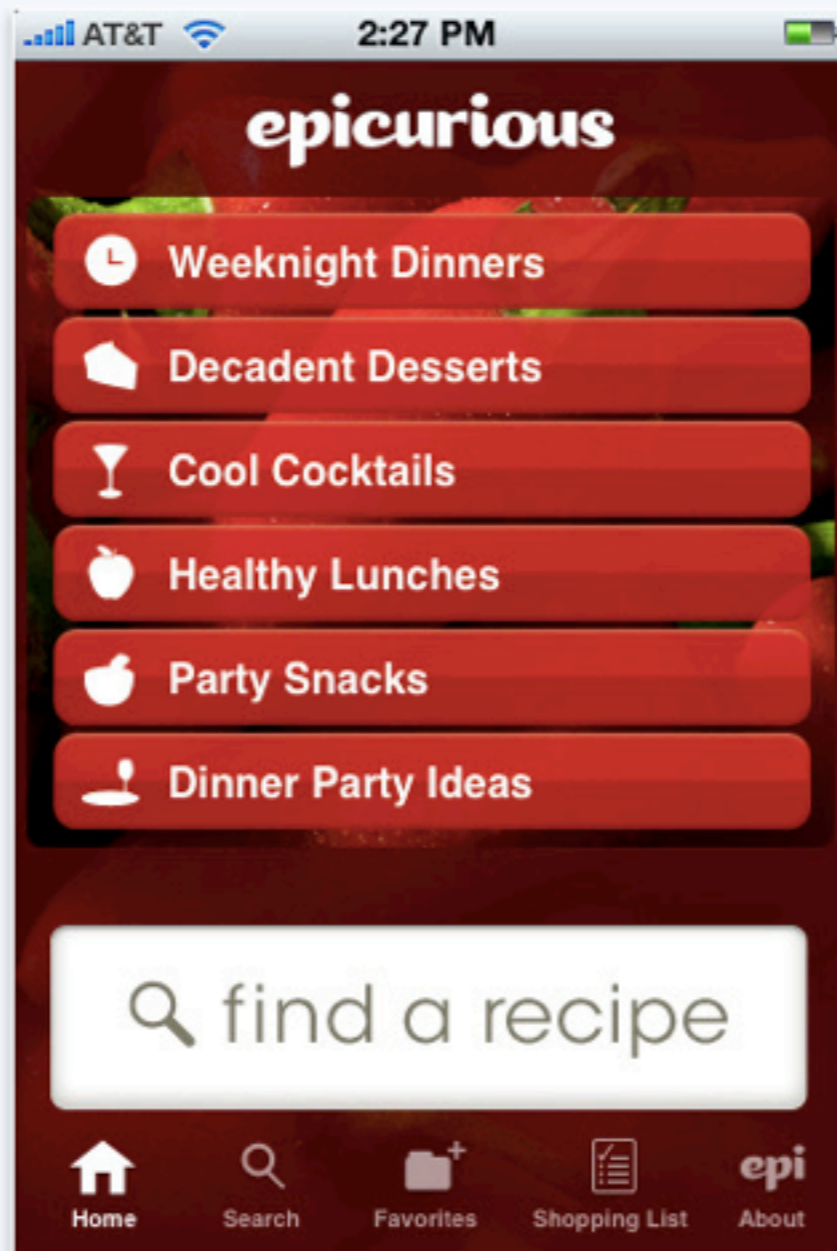 AT&T 2:27 PM
epicurious
Weeknight Dinners
Decadent Desserts
Cool Cocktails
Healthy Lunches
Party Snacks
Dinner Party Ideas
find a recipe
epi
Home Search Favorites Shopping List About